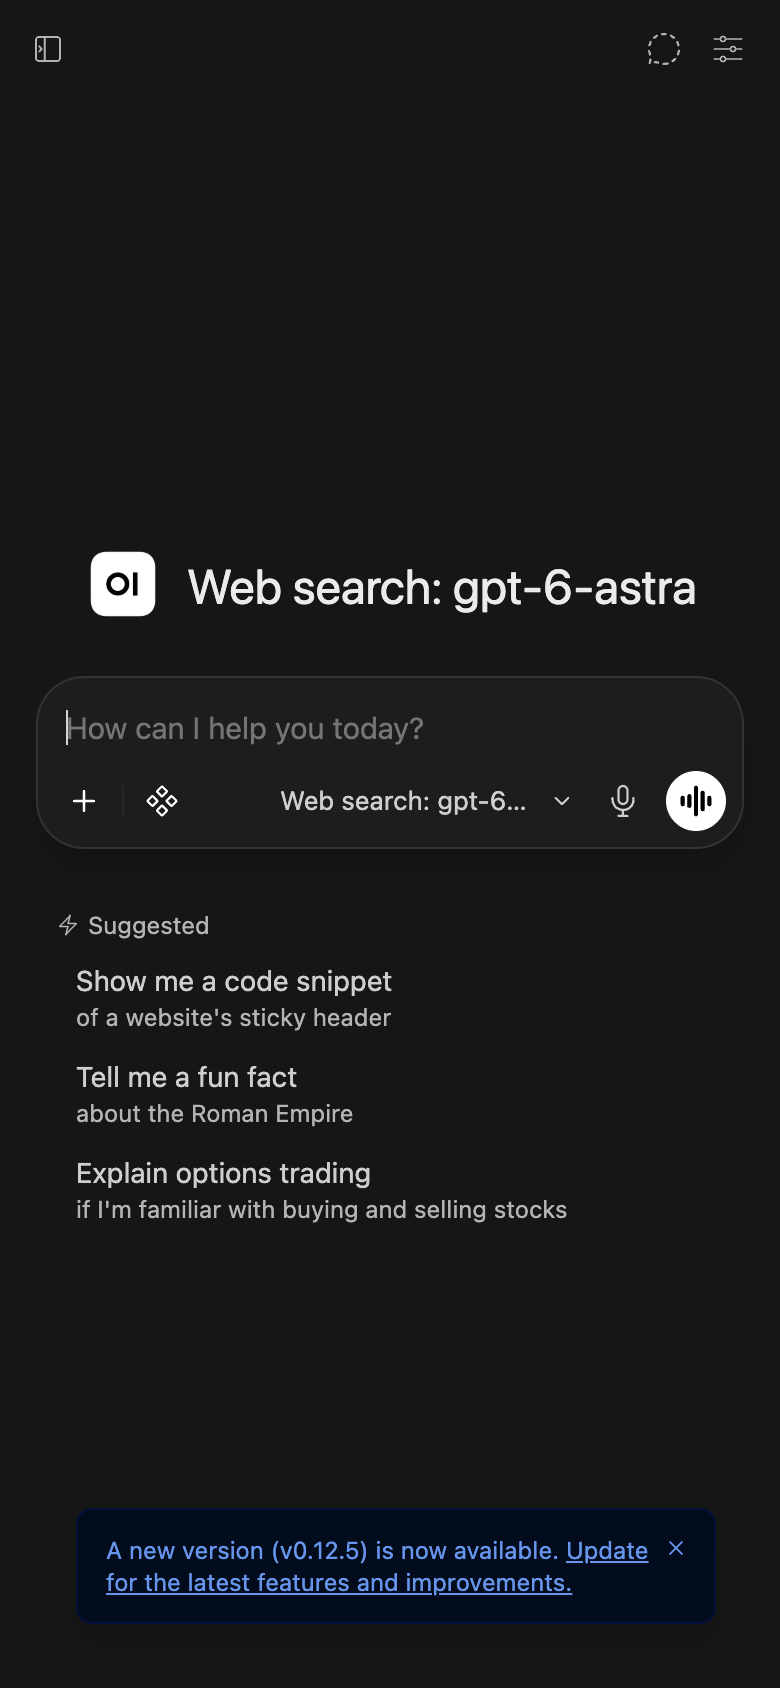 OI
Web search: gpt-6-astra
How can I help you today?
Web search: gpt-6...
Suggested
Show me a code snippet
of a website's sticky header
Tell me a fun fact
about the Roman Empire
Explain options trading
if I'm familiar with buying and selling stocks
A new version (v0.12.5) is now available. Update
for the latest features and improvements.